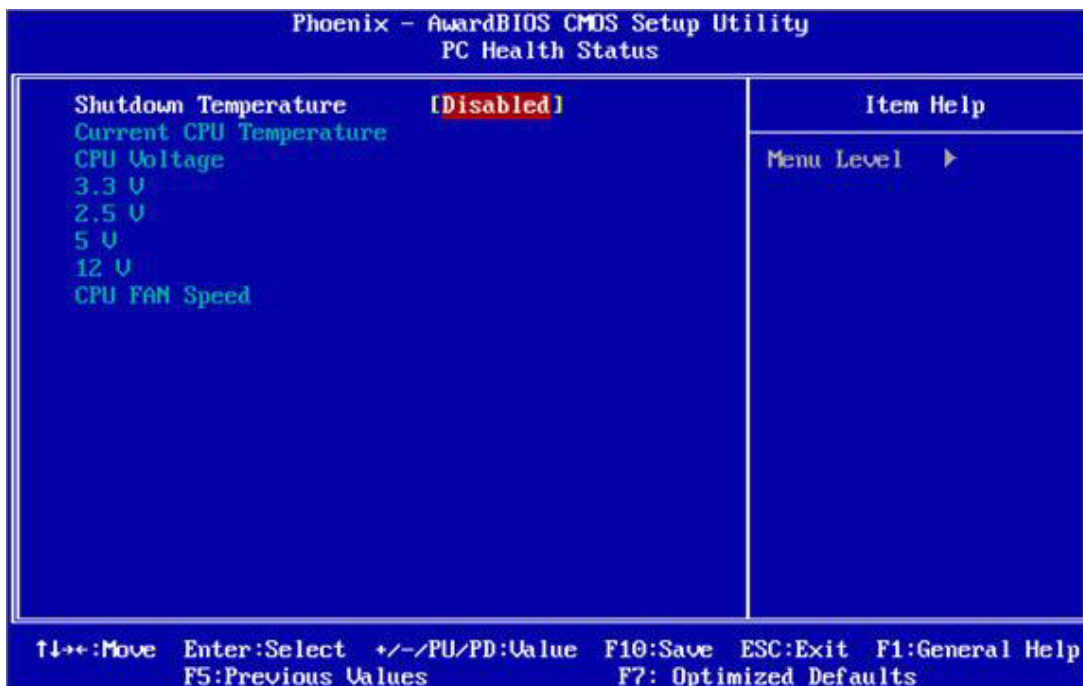 Phoenix - AwardBIOS CMOS Setup Utility
PC Health Status
Shutdown Temperature [Disabled]
Current CPU Temperature
CPU Voltage
3.3 V
2.5 V
5 V
12 V
CPU FAN Speed
Item Help
Menu Level ▶
↑↓→←:Move Enter:Select +/-/PU/PD:Value F10:Save ESC:Exit F1:General Help
F5:Previous Values F7: Optimized Defaults